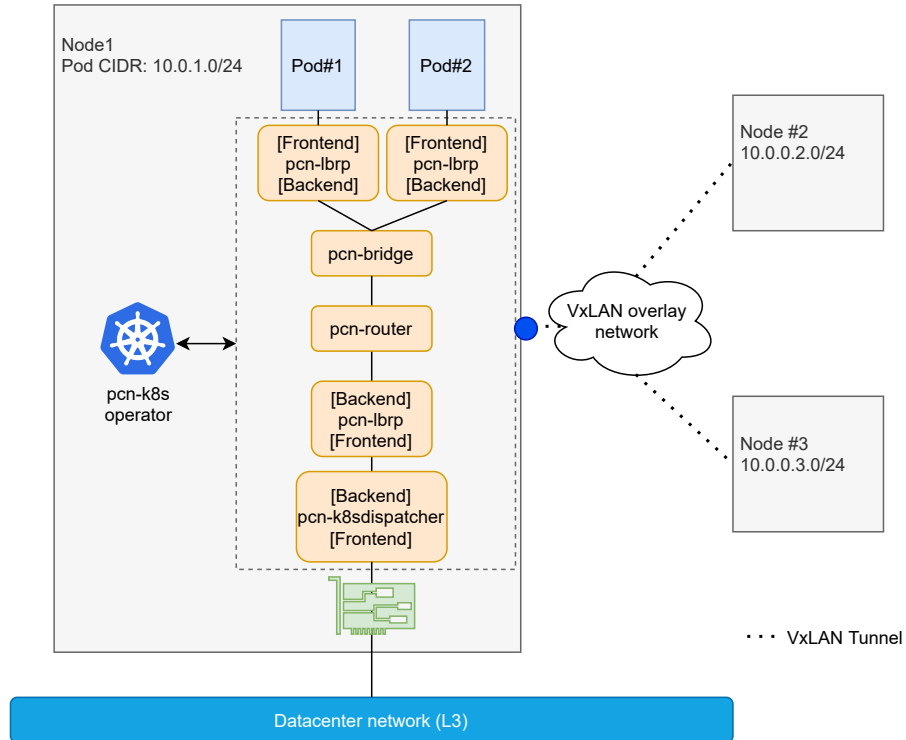 Node1
Pod CIDR: 10.0.1.0/24
Pod#1
Pod#2
[Frontend]
pcn-lbrp
[Backend]
[Frontend]
pcn-lbrp
[Backend]
pcn-bridge
pcn-router
[Backend]
pcn-lbrp
[Frontend]
[Backend]
pcn-k8sdispatcher
[Frontend]
pcn-k8s
operator
VxLAN overlay
network
Node #2
10.0.0.2.0/24
Node #3
10.0.0.3.0/24
VxLAN Tunnel
Datacenter network (L3)